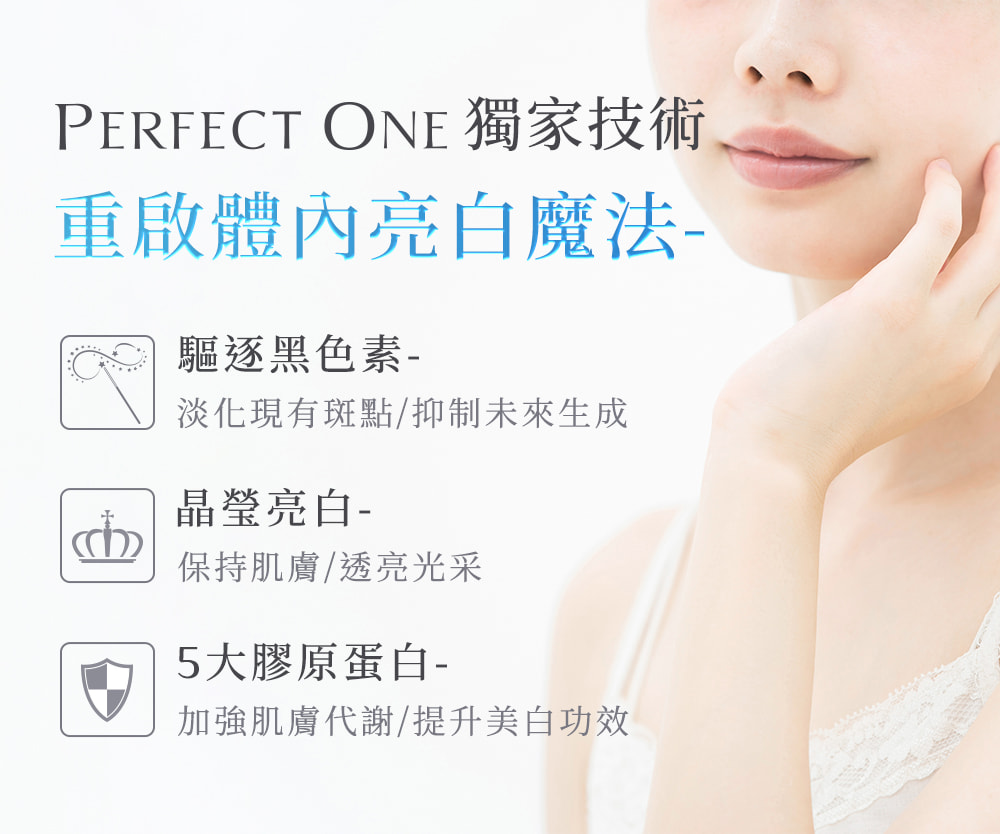 PERFECT ONE 獨家技術
重啟體內亮白魔法-
驅逐黑色素-
淡化現有斑點/抑制未來生成
晶瑩亮白-
保持肌膚/透亮光采
5大膠原蛋白-
加強肌膚代謝/提升美白功效